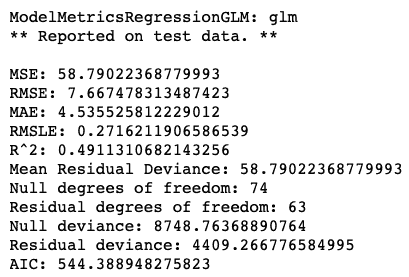 ModelMetricsRegressionGLM: glm
** Reported on test data. **
MSE: 58.79022368779993
RMSE: 7.667478313487423
MAE: 4.535525812229012
RMSLE: 0.2716211906586539
R^2: 0.4911310682143256
Mean Residual Deviance: 58.79022368779993
Null degrees of freedom: 74
Residual degrees of freedom: 63
Null deviance: 8748.76368890764
Residual deviance: 4409.266776584995
AIC: 544.388948275823